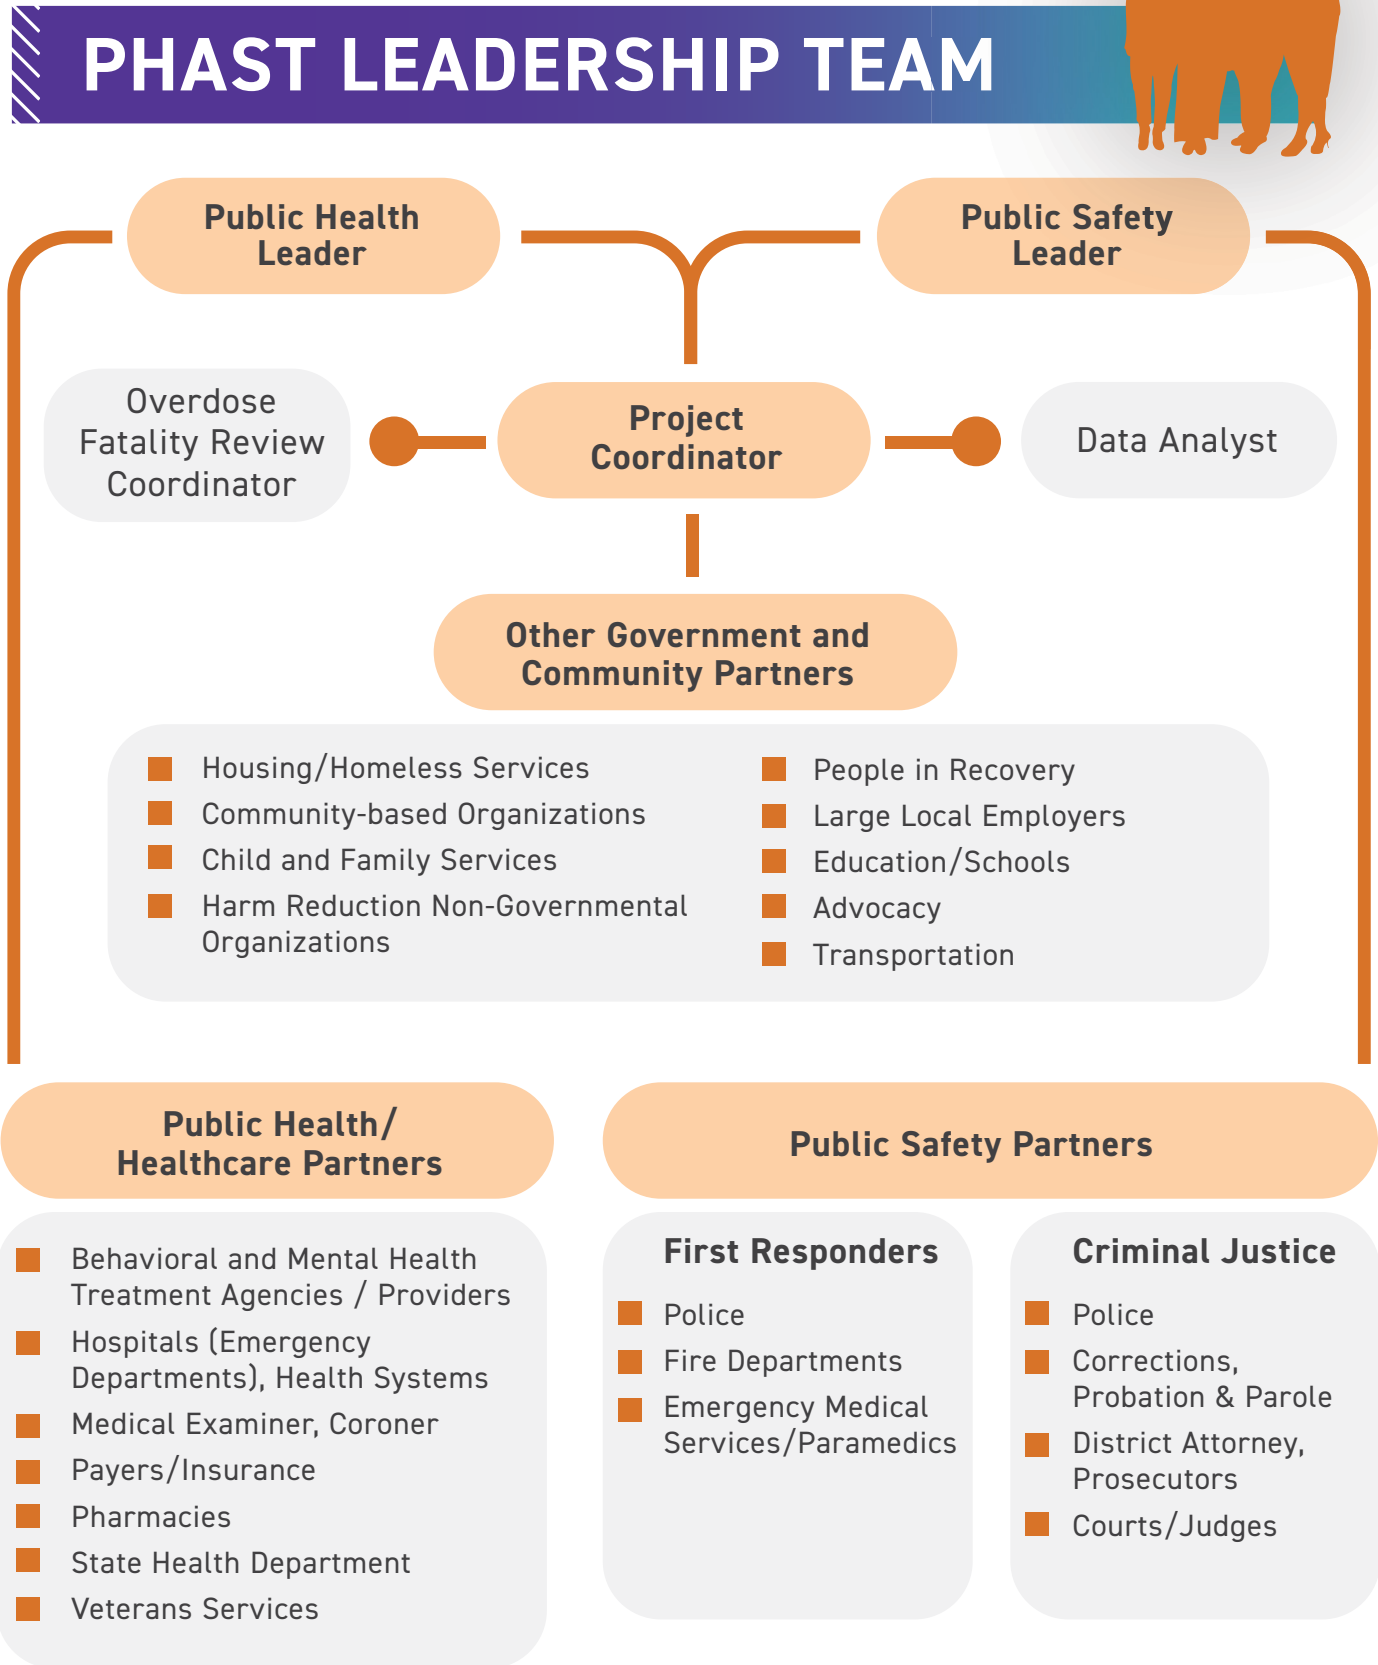 PHAST LEADERSHIP TEAM
Public Health
Leader
Public Safety
Leader
Overdose
Fatality Review
Coordinator
Project
Coordinator
Data Analyst
Other Government and
Community Partners
Housing/Homeless Services
Community-based Organizations
Child and Family Services
Harm Reduction Non-Governmental
Organizations
People in Recovery
Large Local Employers
Education/Schools
Advocacy
Transportation
Public Health/
Healthcare Partners
Behavioral and Mental Health
Treatment Agencies / Providers
Hospitals (Emergency
Departments), Health Systems
Medical Examiner, Coroner
Payers/Insurance
Pharmacies
State Health Department
Veterans Services
Public Safety Partners
First Responders
Police
Fire Departments
Emergency Medical
Services/Paramedics
Criminal Justice
Police
Corrections,
Probation & Parole
District Attorney,
Prosecutors
Courts/Judges